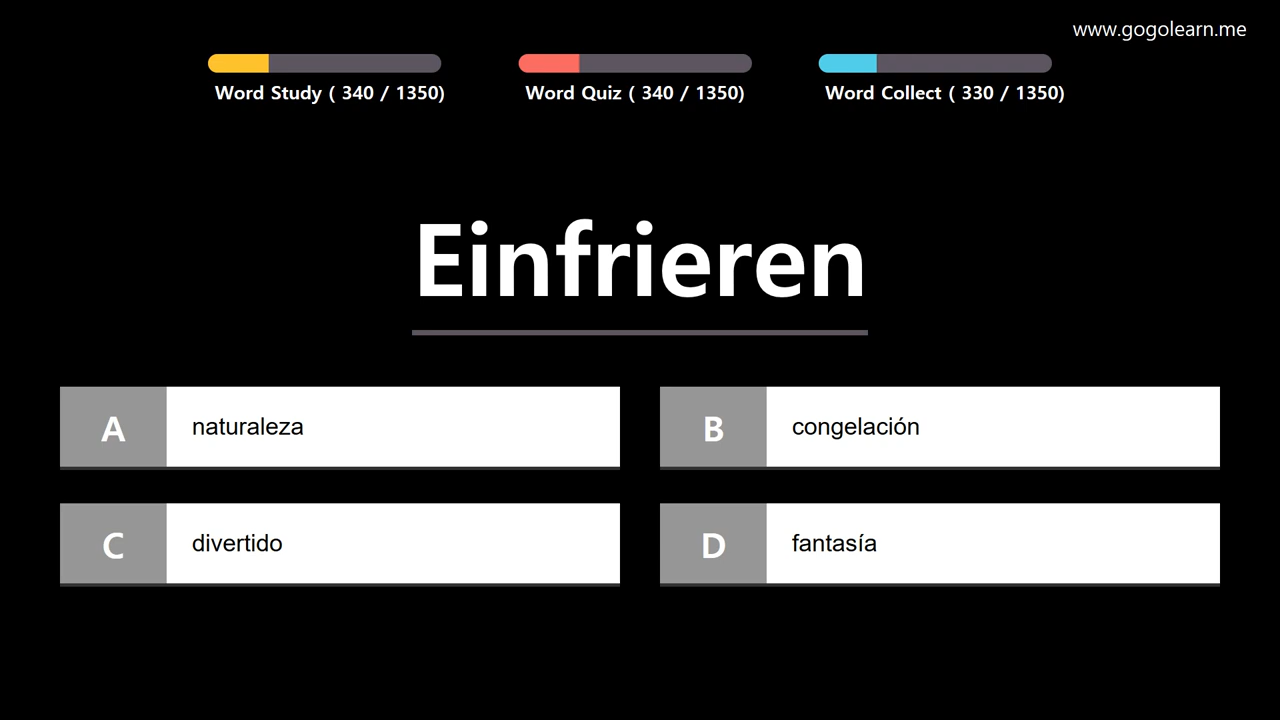 www.gogolearn.me
Word Study ( 340 / 1350)
Word Quiz ( 340 / 1350)
Word Collect ( 330 / 1350)
Einfrieren
A naturaleza
B congelación
C divertido
D fantasía